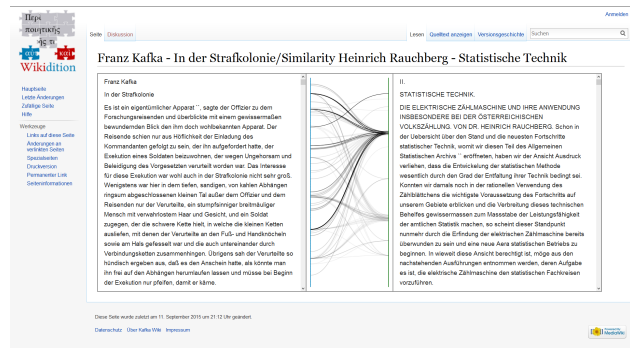 Περὶ
ποιητικῆς
Wikidition
Anmelden
Seite
Diskussion
Lesen
Quelltext anzeigen
Versionsgeschichte
Suchen
Franz Kafka - In der Strafkolonie/Similarity Heinrich Rauchberg - Statistische Technik
Hauptseite
Letzte Änderungen
Zufällige Seite
Hilfe
Werkzeuge
Links auf diese Seite
Änderungen an
verlinkten Seiten
Spezialseiten
Druckversion
Permanenter Link
Seiteninformationen
Franz Kafka
In der Strafkolonie
Es ist ein eigentümlicher Apparat ``, sagte der Offizier zu dem
Forschungsreisenden und überblickte mit einem gewissermaßen
bewundernden Blick den ihm doch wohlbekannten Apparat. Der
Reisende schien nur aus Höflichkeit der Einladung des
Kommandanten gefolgt zu sein, der ihn aufgefordert hatte, der
Exekution eines Soldaten beizuwohnen, der wegen Ungehorsam und
Beleidigung des Vorgesetzten verurteilt worden war. Das Interesse
für diese Exekution war wohl auch in der Strafkolonie nicht sehr groß.
Wenigstens war hier in dem tiefen, sandigen, von kahlen Abhängen
ringsum abgeschlossenen kleinen Tal außer dem Offizier und dem
Reisenden nur der Verurteilte, ein stumpfsinniger breitmäuliger
Mensch mit verwahrlostem Haar und Gesicht, und ein Soldat
zugegen, der die schwere Kette hielt, in welche die kleinen Ketten
ausliefen, mit denen der Verurteilte an den Fuß- und Handknöcheln
sowie am Hals gefesselt war und die auch untereinander durch
Verbindungsketten zusammenhingen. Übrigens sah der Verurteilte so
hündisch ergeben aus, daß es den Anschein hatte, als könnte man
ihn frei auf den Abhängen herumlaufen lassen und müsse bei Beginn
der Exekution nur pfeifen, damit er käme.
II.
STATISTISCHE TECHNIK.
DIE ELEKTRISCHE ZÄHLMASCHINE UND IHRE ANWENDUNG
INSBESONDERE BEI DER ÖSTERREICHISCHEN
VOLKSZÄHLUNG. VON DR. HEINRICH RAUCHBERG. Schon in
der Uebersicht über den Stand und die neuesten Fortschritte
statistischer Technik, womit wir diesen Teil des Allgemeinen
Statistischen Archivs `` eröffneten, haben wir der Ansicht Ausdruck
verliehen, dass die Entwickelung der statistischen Methode
wesentlich durch den Grad der Entfaltung ihrer Technik bedingt sei.
Konnten wir damals noch in der rationellen Verwendung des
Zählblättchens die wichtigste Voraussetzung des Fortschritts auf
unserem Gebiete erblicken und die Verbreitung dieses technischen
Behelfes gewissermassen zum Massstabe der Leistungsfähigkeit
der amtlichen Statistik machen, so scheint dieser Standpunkt
nunmehr durch die Erfindung der elektrischen Zählmaschine bereits
überwunden zu sein und eine neue Aera statistischen Betriebs zu
beginnen. In wieweit diese Ansicht berechtigt ist, möge aus den
nachstehenden Ausführungen entnommen werden, deren Aufgabe
es ist, die elektrische Zählmaschine den statistischen Fachkreisen
vorzuführen.
Diese Seite wurde zuletzt am 11. September 2015 um 21:12 Uhr geändert.
Datenschutz
Über Kafka Wiki
Impressum
Powered by
MediaWiki